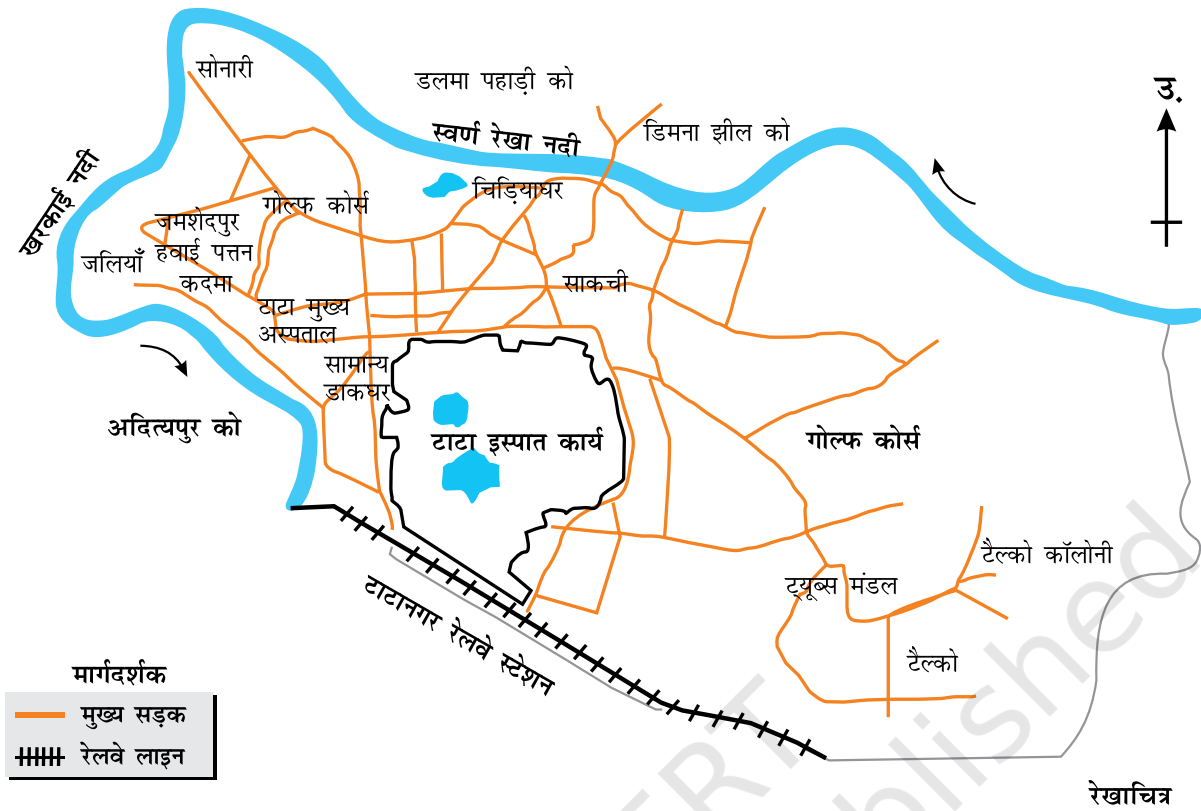 सोनारी
डलमा पहाड़ी को
स्वर्ण रेखा नदी
डिमना झील को
उ.
खरकाई नदी
चिड़ियाघर
गोल्फ कोर्स
जमशेदपुर
हवाई पत्तन
जलियाँ
कदमा
साकची
टाटा मुख्य
अस्पताल
सामान्य
डाकघर
अदित्यपुर को
टाटा इस्पात कार्य
गोल्फ कोर्स
टैल्को कॉलोनी
ट्यूब्स मंडल
टैल्को
टाटानगर रेलवे स्टेशन
मार्गदर्शक
मुख्य सड़क
रेलवे लाइन
रेखाचित्र